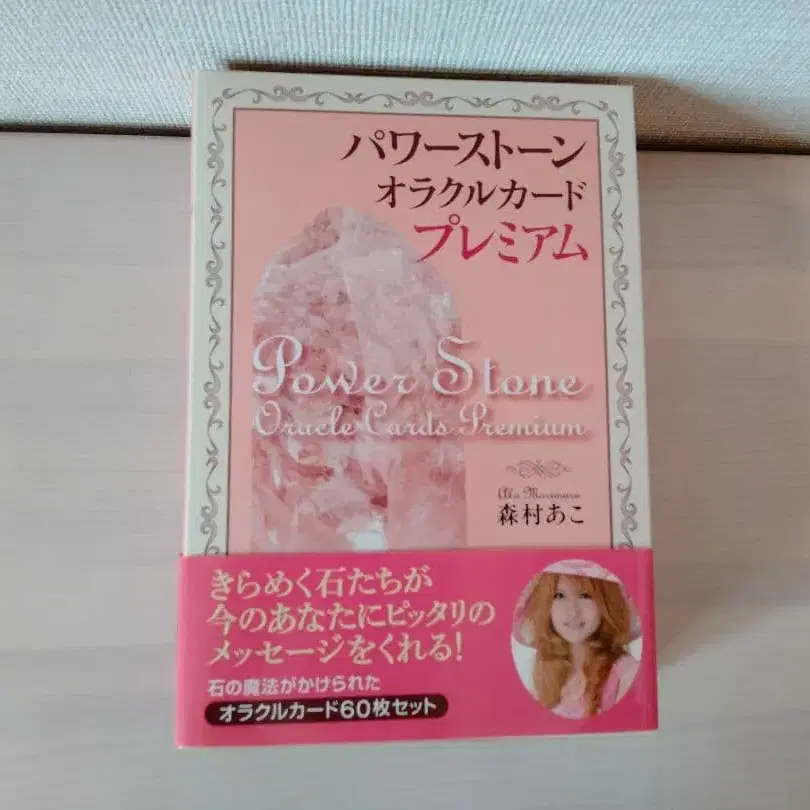 パワーストーン
オラクルカード
プレミアム
Power Stone
Oracle Cards Premium
Ako Morimura
森村あこ
きらめく石たちが
今のあなたにピッタリの
メッセージをくれる!
石の魔法がかけられた
オラクルカード60枚セット